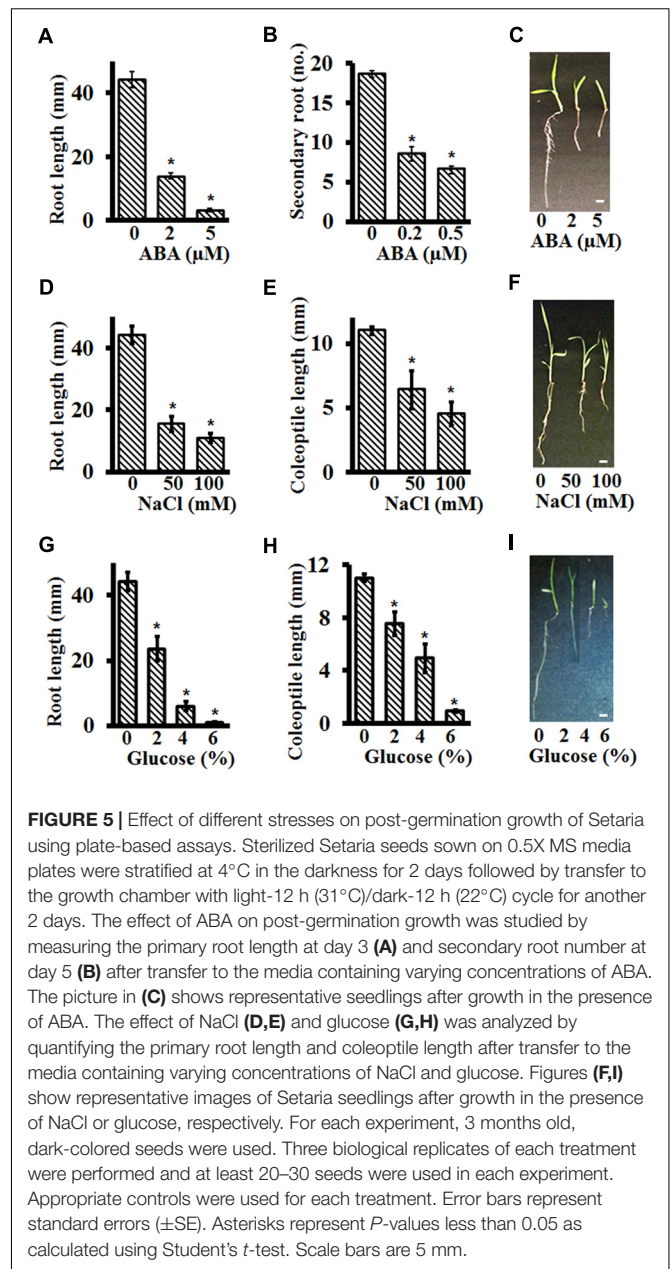 A
Root length (mm)
40
20
0
*
*
0 2 5
ABA (µM)
B
Secondary root (no.)
20
15
10
5
0
*
*
0 0.2 0.5
ABA (µM)
C
0 2 5
ABA (µM)
D
Root length (mm)
40
20
0
*
*
0 50 100
NaCl (mM)
E
Coleoptile length (mm)
10
5
0
*
*
0 50 100
NaCl (mM)
F
0 50 100
NaCl (mM)
G
Root length (mm)
40
20
0
*
*
*
0 2 4 6
Glucose (%)
H
Coleoptile length (mm)
12
8
4
0
*
*
*
0 2 4 6
Glucose (%)
I
0 2 4 6
Glucose (%)
FIGURE 5 | Effect of different stresses on post-germination growth of Setaria
using plate-based assays. Sterilized Setaria seeds sown on 0.5X MS media
plates were stratified at 4°C in the darkness for 2 days followed by transfer to
the growth chamber with light-12 h (31°C)/dark-12 h (22°C) cycle for another
2 days. The effect of ABA on post-germination growth was studied by
measuring the primary root length at day 3 (A) and secondary root number at
day 5 (B) after transfer to the media containing varying concentrations of ABA.
The picture in (C) shows representative seedlings after growth in the presence
of ABA. The effect of NaCl (D,E) and glucose (G,H) was analyzed by
quantifying the primary root length and coleoptile length after transfer to the
media containing varying concentrations of NaCl and glucose. Figures (F,I)
show representative images of Setaria seedlings after growth in the presence
of NaCl or glucose, respectively. For each experiment, 3 months old,
dark-colored seeds were used. Three biological replicates of each treatment
were performed and at least 20–30 seeds were used in each experiment.
Appropriate controls were used for each treatment. Error bars represent
standard errors (±SE). Asterisks represent P-values less than 0.05 as
calculated using Student's t-test. Scale bars are 5 mm.